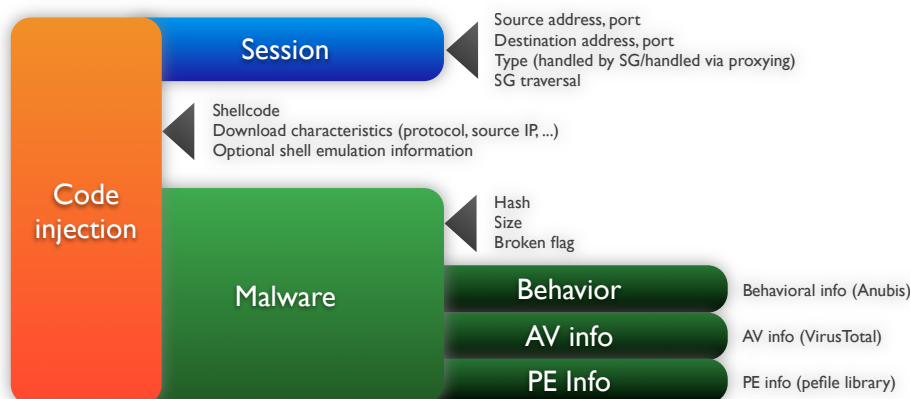 Session
Source address, port
Destination address, port
Type (handled by SG/handled via proxying)
SG traversal
Shellcode
Download characteristics (protocol, source IP, ...)
Optional shell emulation information
Code
injection
Malware
Hash
Size
Broken flag
Behavior
Behavioral info (Anubis)
AV info
AV info (VirusTotal)
PE Info
PE info (pefile library)